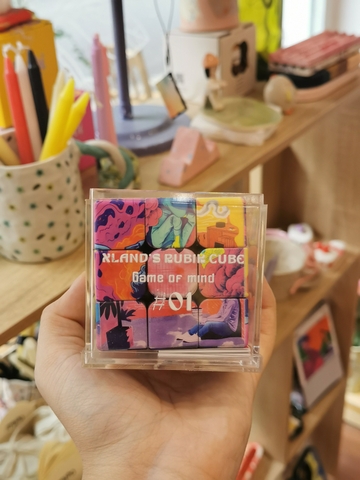 XLAND'S RUBIK CUBE
Game of mind
#01